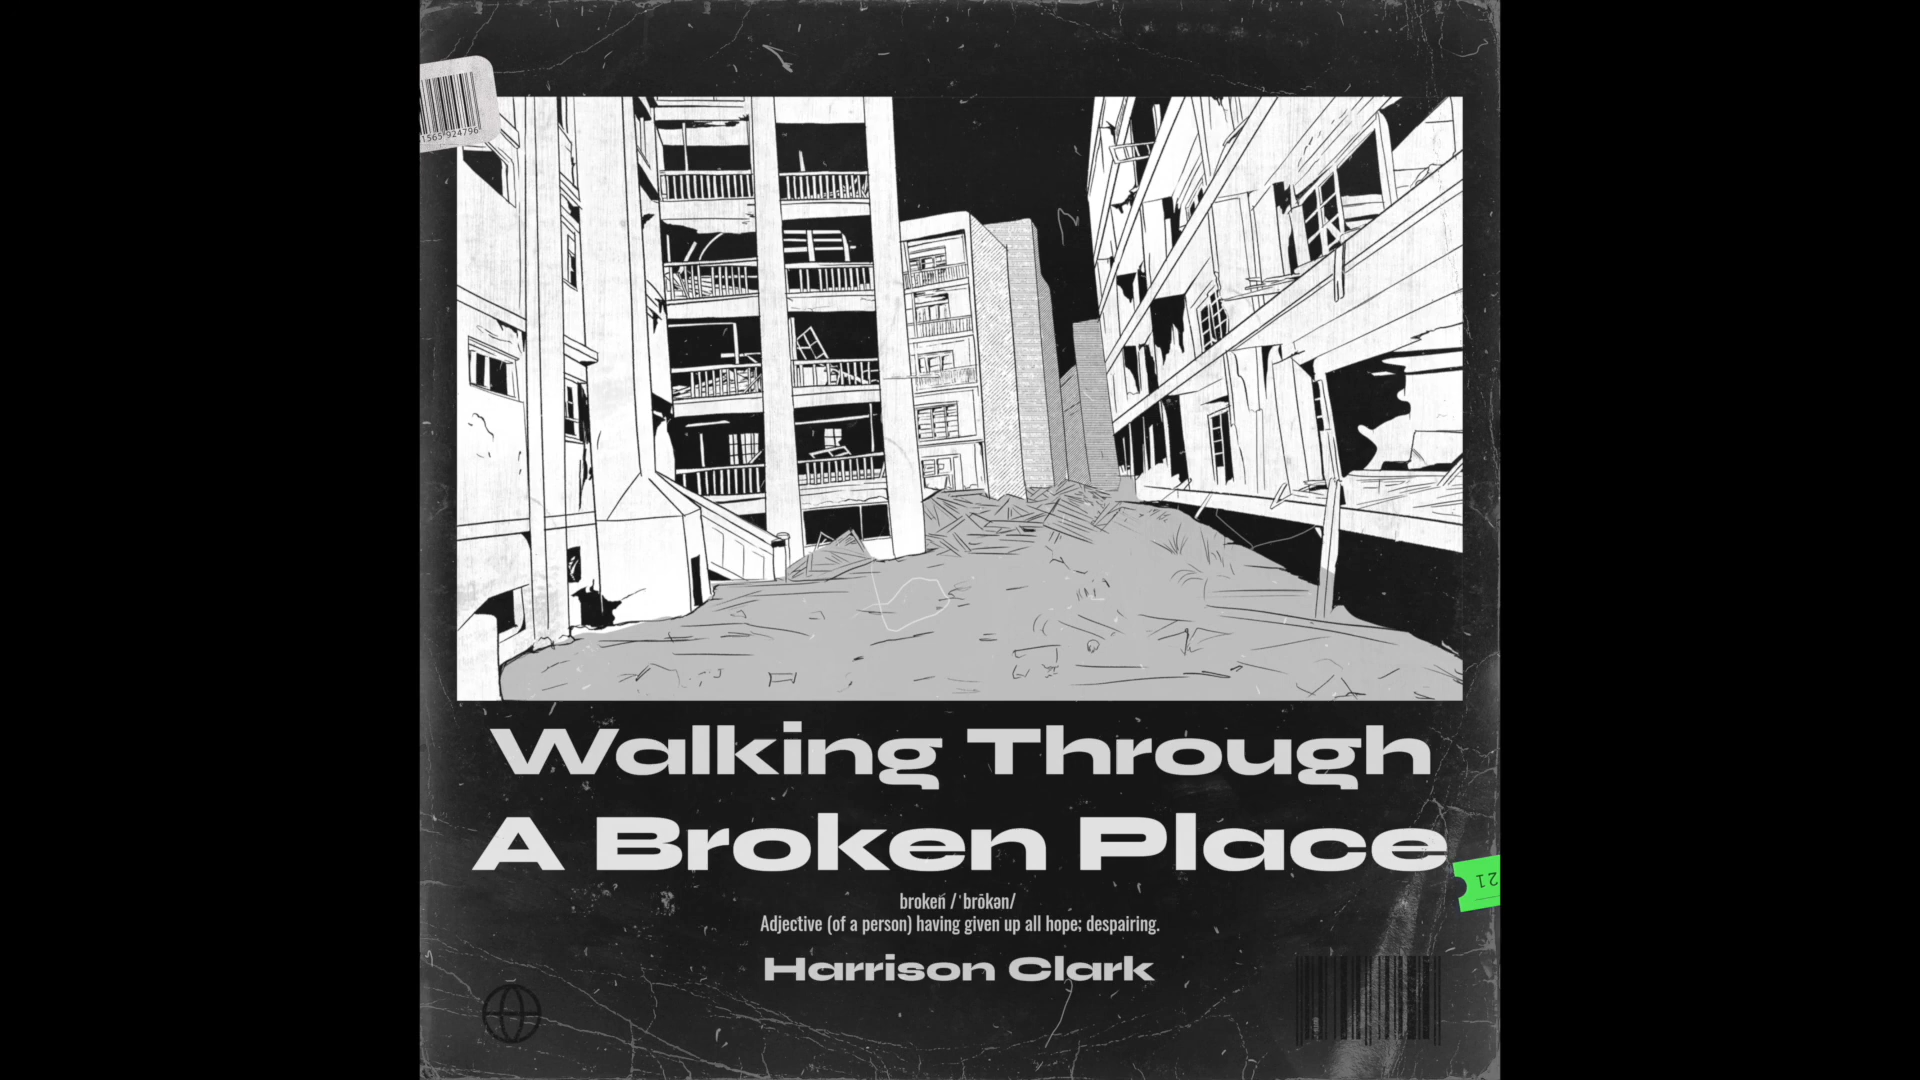 1565 924796
Walking Through
A Broken Place
broken /ˈbrōkən/
Adjective (of a person) having given up all hope; despairing.
Harrison Clark
21